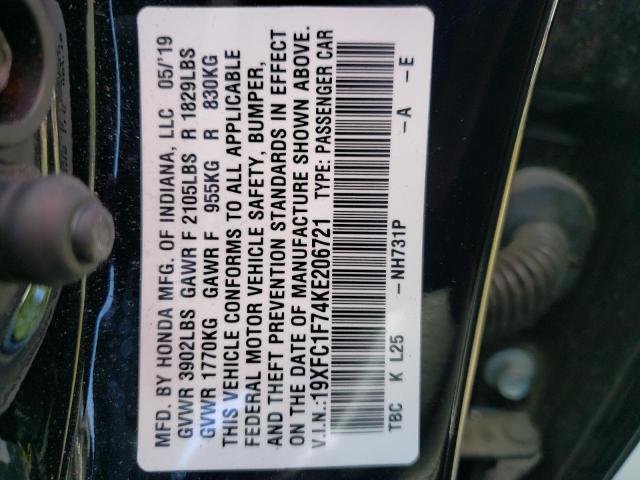 MFD. BY HONDA MFG. OF INDIANA, LLC 05/'19
GVWR 3902LBS GAWR F 2105LBS R 1829LBS
GVWR 1770KG GAWR F 955KG R 830KG
THIS VEHICLE CONFORMS TO ALL APPLICABLE
FEDERAL MOTOR VEHICLE SAFETY, BUMPER,
AND THEFT PREVENTION STANDARDS IN EFFECT
ON THE DATE OF MANUFACTURE SHOWN ABOVE.
V.I.N.:19XFC1F74KE206721 TYPE: PASSENGER CAR
TBC K L25 -NH731P -A -E